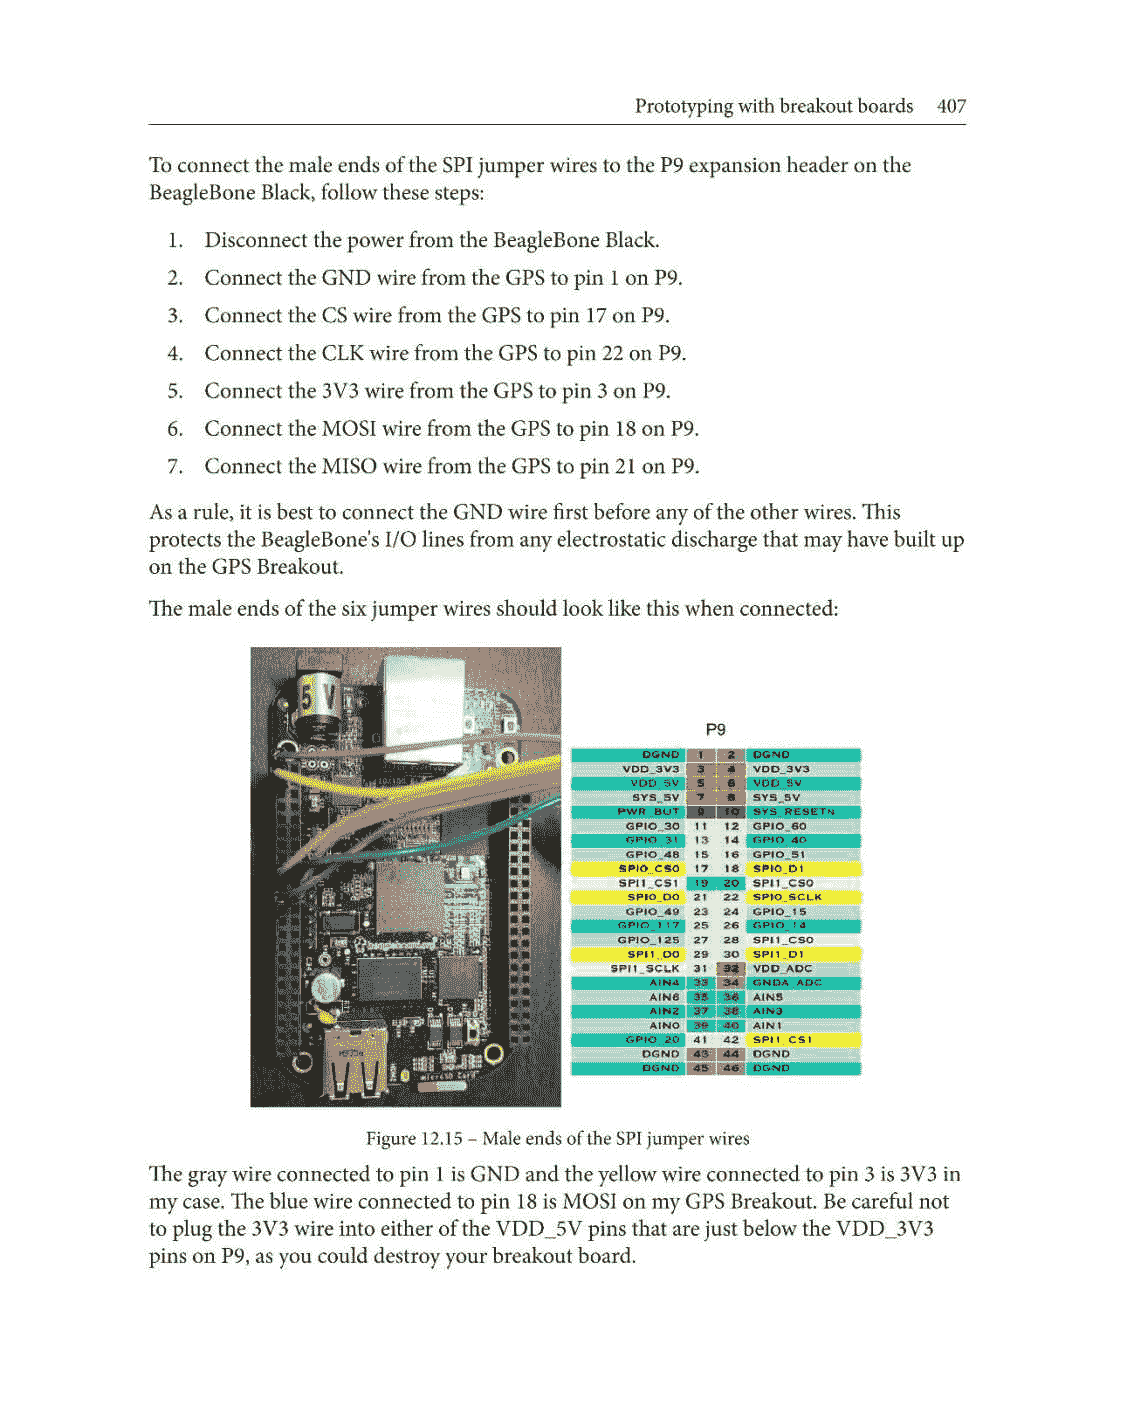 Prototyping with breakout boards 407
To connect the male ends of the SPI jumper wires to the P9 expansion header on the
BeagleBone Black, follow these steps:
1. Disconnect the power from the BeagleBone Black.
2. Connect the GND wire from the GPS to pin 1 on P9.
3. Connect the CS wire from the GPS to pin 17 on P9.
4. Connect the CLK wire from the GPS to pin 22 on P9.
5. Connect the 3V3 wire from the GPS to pin 3 on P9.
6. Connect the MOSI wire from the GPS to pin 18 on P9.
7. Connect the MISO wire from the GPS to pin 21 on P9.
As a rule, it is best to connect the GND wire first before any of the other wires. This
protects the BeagleBone's I/O lines from any electrostatic discharge that may have built up
on the GPS Breakout.
The male ends of the six jumper wires should look like this when connected:
5V
P9
DGND 1 2 DGND
VDD_3V3 3 4 VDD_3V3
VDD_5V 5 6 VDD_5V
SYS_5V 7 8 SYS_5V
PWR_BUT 9 10 SYS_RESETN
GPIO_30 11 12 GPIO_60
GPIO_31 13 14 GPIO_40
GPIO_48 15 16 GPIO_51
SPIO_CSO 17 18 SPIO_D1
SPI1_CS1 19 20 SPI1_CSO
SPIO_DO 21 22 SPIO_SCLK
GPIO_49 23 24 GPIO_15
GPIO_117 25 26 GPIO_14
GPIO_125 27 28 SPI1_CSO
SPI1_DO 29 30 SPI1_D1
SPI1_SCLK 31 32 VDD_ADC
AIN4 33 34 GNDA_ADC
AIN6 35 36 AIN5
AIN2 37 38 AIN3
AINO 39 40 AIN1
GPIO_20 41 42 SPI1_CS1
DGND 43 44 DGND
DGND 45 46 DGND
microSD Card
Figure 12.15 – Male ends of the SPI jumper wires
The gray wire connected to pin 1 is GND and the yellow wire connected to pin 3 is 3V3 in
my case. The blue wire connected to pin 18 is MOSI on my GPS Breakout. Be careful not
to plug the 3V3 wire into either of the VDD_5V pins that are just below the VDD_3V3
pins on P9, as you could destroy your breakout board.